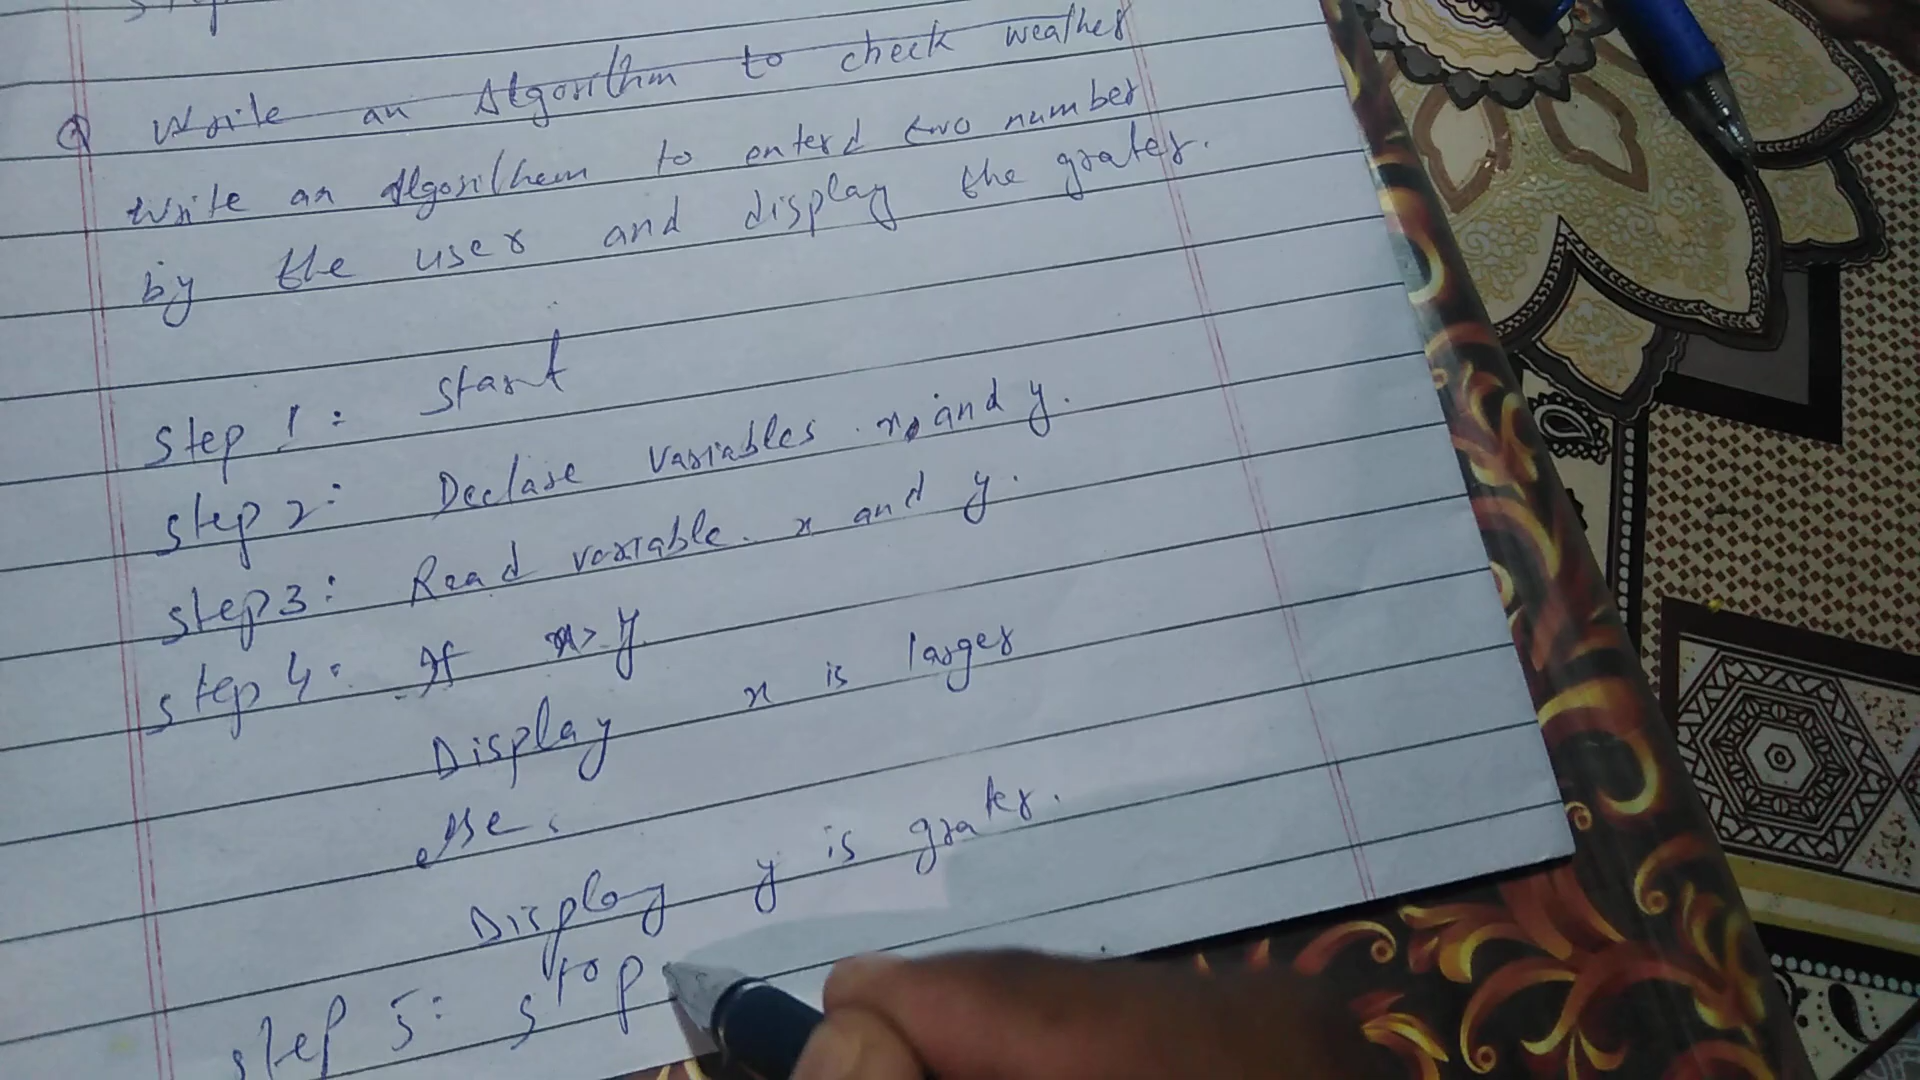 Q Write an Algorithm to check weather
Write an Algorithem to enterd two number
by the user and display the grater.
Step 1: Start
Step 2: Declare variables x, and y.
Step 3: Read variable x and y.
Step 4: If x > y
Display x is larger
else,
Display y is grater.
Step 5: Stop